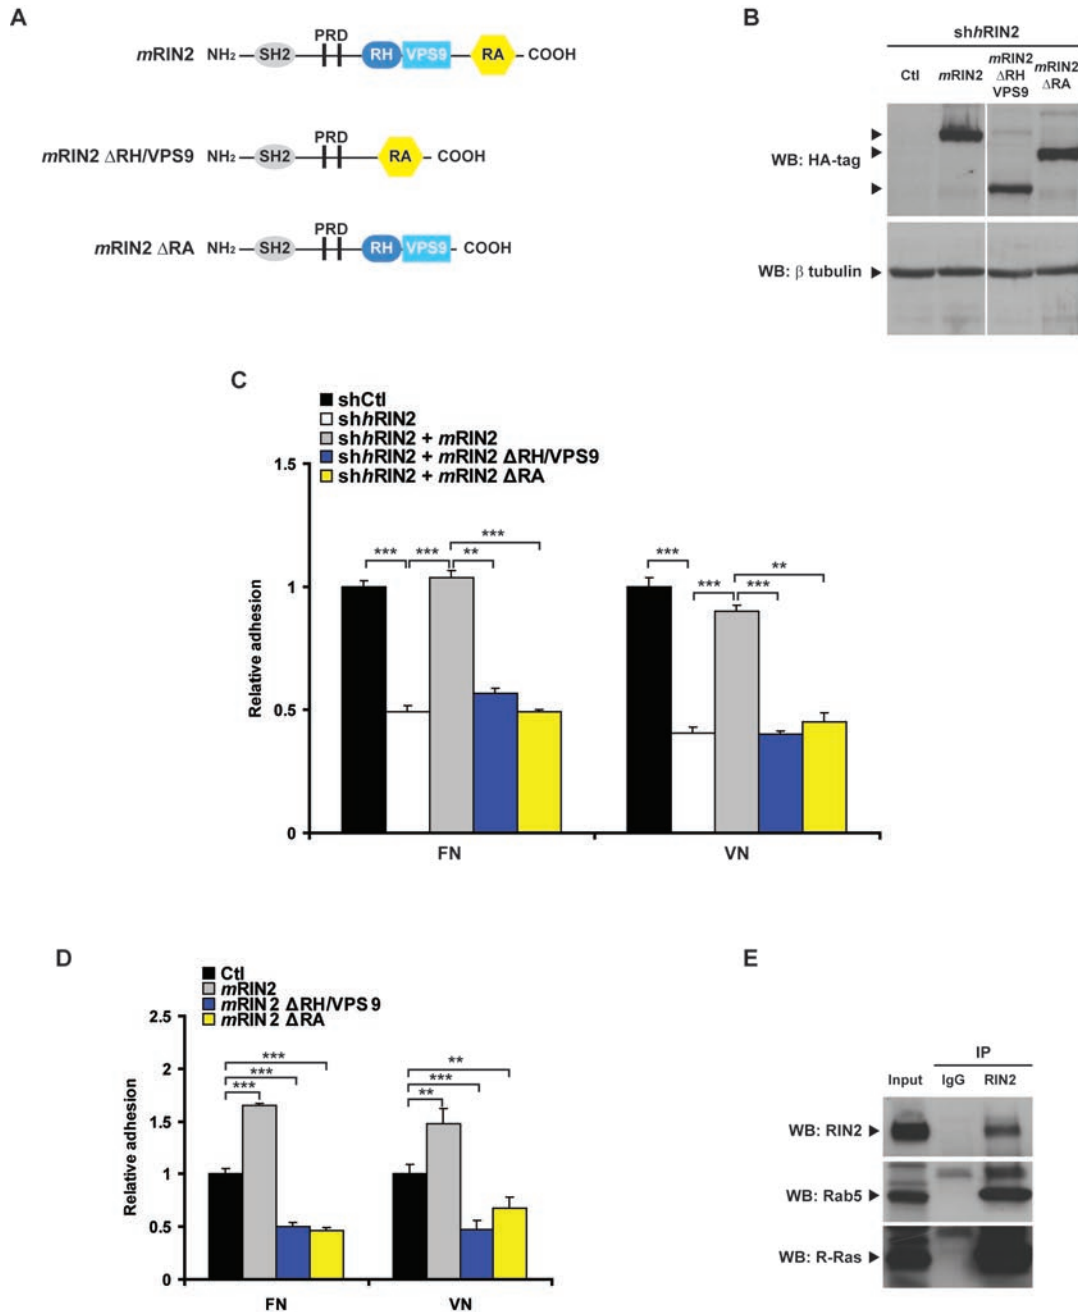 A
mRIN2 NH₂ SH2 PRD RH VPS9 RA COOH
mRIN2 ΔRH/VPS9 NH₂ SH2 PRD RA COOH
mRIN2 ΔRA NH₂ SH2 PRD RH VPS9 COOH
B
shhRIN2
Ctl mRIN2 mRIN2 ΔRH VPS9 mRIN2 ΔRA
WB: HA-tag
WB: β tubulin
C
shCtl
shhRIN2
shhRIN2 + mRIN2
shhRIN2 + mRIN2 ΔRH/VPS9
shhRIN2 + mRIN2 ΔRA
Relative adhesion
1.5
1
0.5
0
*** *** ** ***
*** *** *** **
FN VN
D
Ctl
mRIN2
mRIN2 ΔRH/VPS9
mRIN2 ΔRA
Relative adhesion
2.5
2
1.5
1
0.5
0
*** *** ***
** *** **
FN VN
E
IP
Input IgG RIN2
WB: RIN2
WB: Rab5
WB: R-Ras